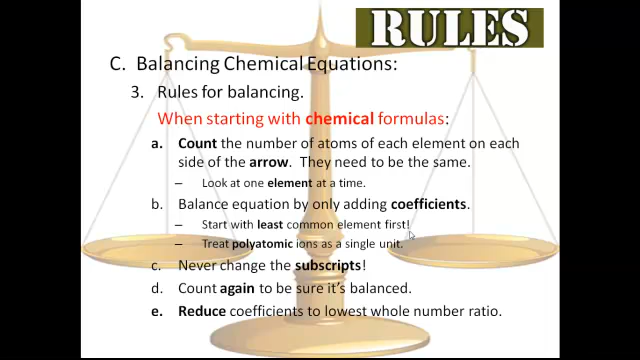 RULES
C. Balancing Chemical Equations:
3. Rules for balancing.
When starting with chemical formulas:
a. Count the number of atoms of each element on each
side of the arrow. They need to be the same.
– Look at one element at a time.
b. Balance equation by only adding coefficients.
– Start with least common element first!
– Treat polyatomic ions as a single unit.
c. Never change the subscripts!
d. Count again to be sure it's balanced.
e. Reduce coefficients to lowest whole number ratio.